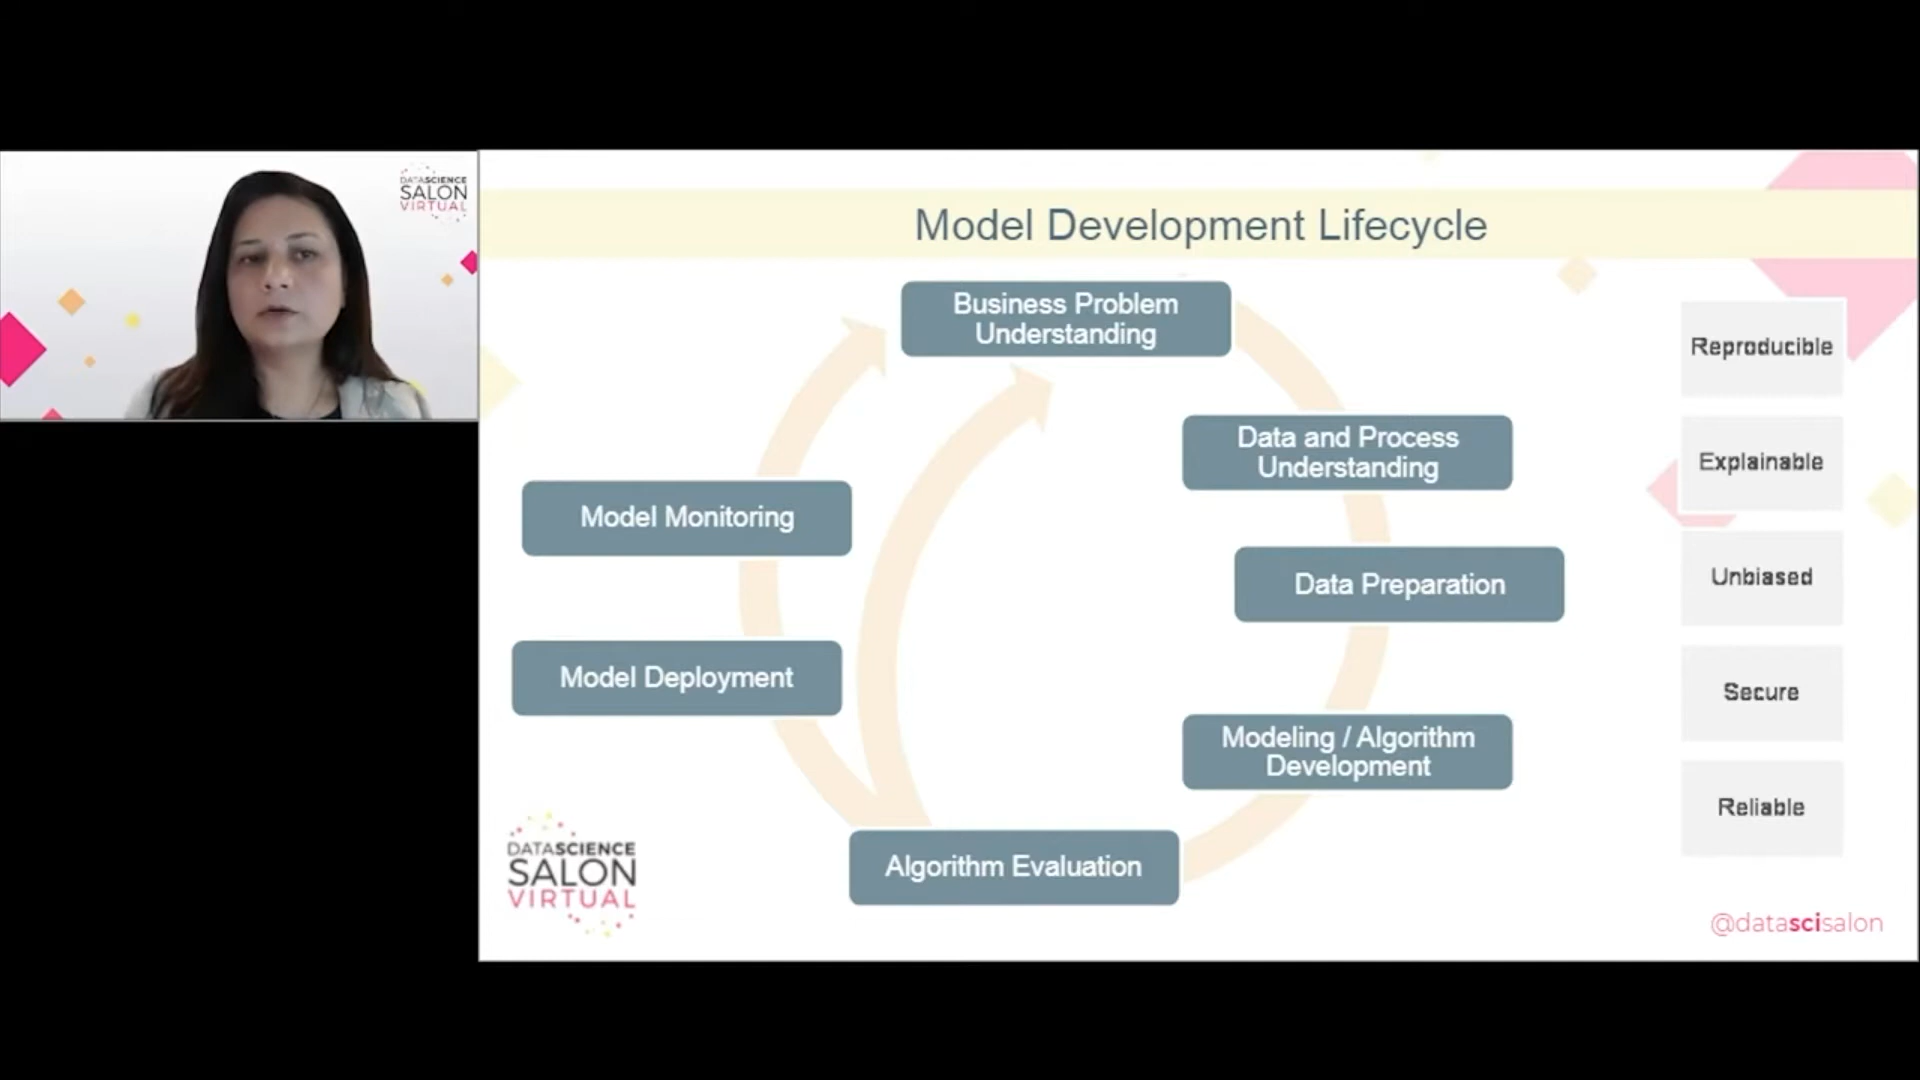 DATASCIENCE
SALON
VIRTUAL
Model Development Lifecycle
Business Problem
Understanding
Data and Process
Understanding
Data Preparation
Modeling / Algorithm
Development
Algorithm Evaluation
Model Deployment
Model Monitoring
Reproducible
Explainable
Unbiased
Secure
Reliable
DATASCIENCE
SALON
VIRTUAL
@datascisalon